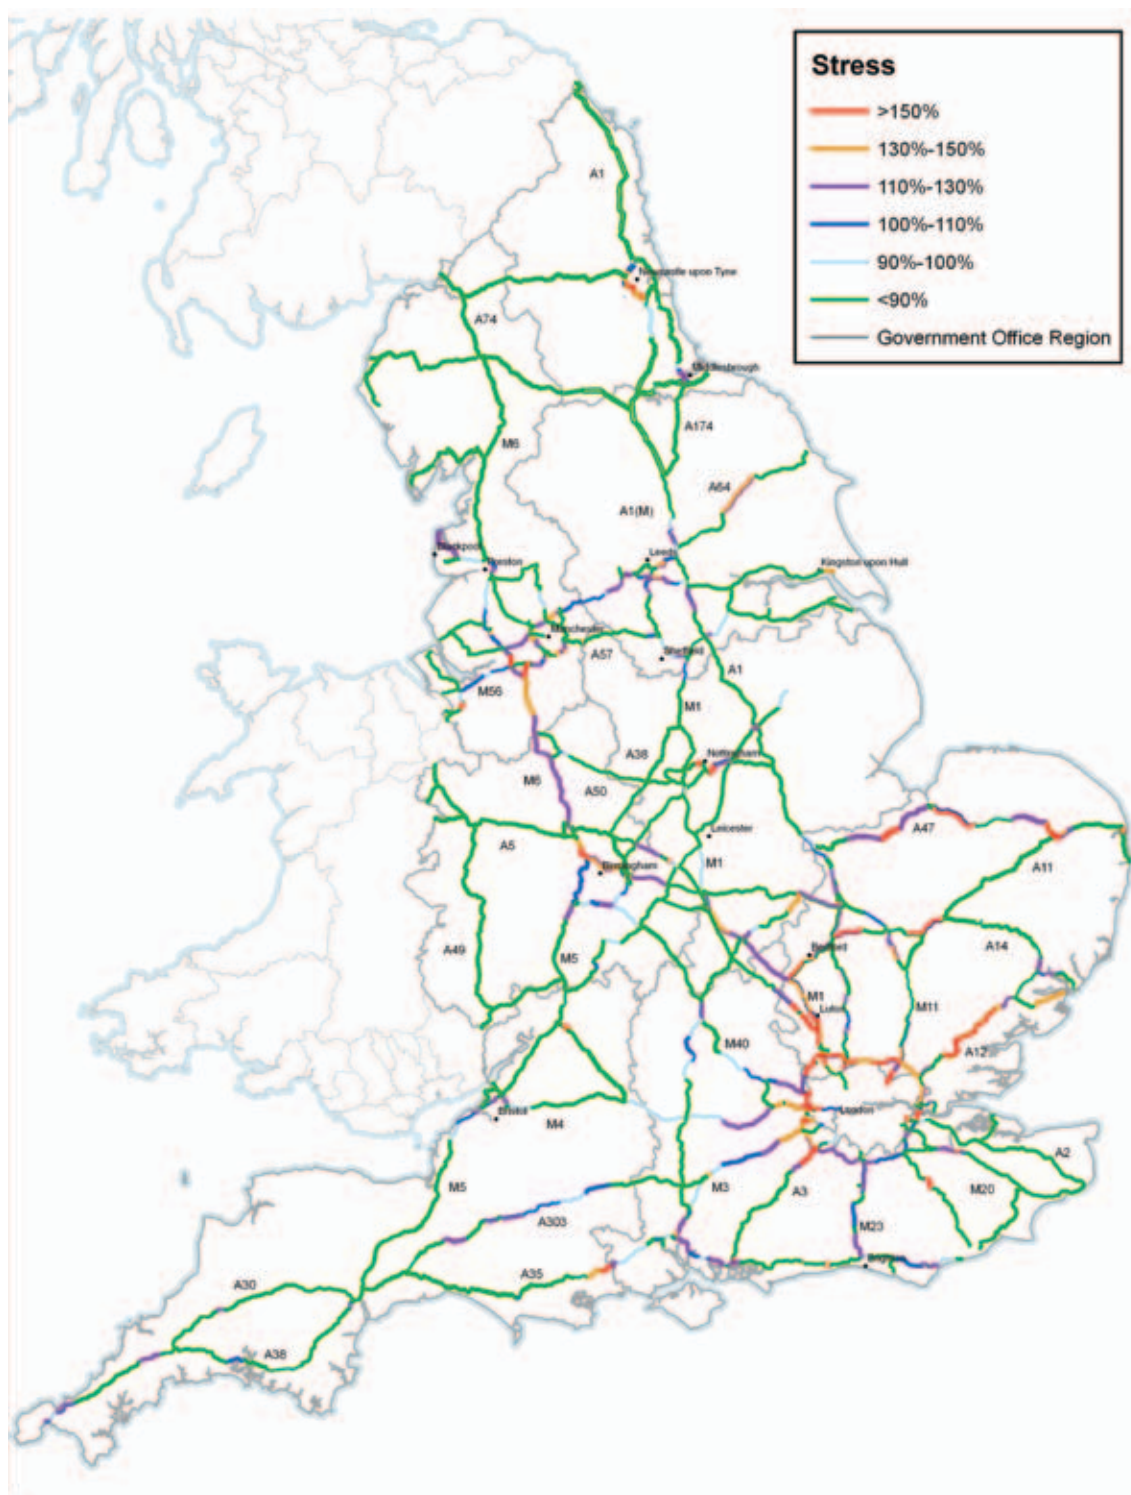 Stress
>150%
130%-150%
110%-130%
100%-110%
90%-100%
<90%
Government Office Region
A1
Newcastle upon Tyne
A74
Middlesbrough
A174
M6
A64
A1(M)
Blackpool
Leeds
Preston
Kingston upon Hull
Manchester
A57
Sheffield
A1
M56
M1
A38
Nottingham
M6
A50
A47
Leicester
A5
M1
A11
Birmingham
A49
A14
Bedford
M5
M1
M11
Luton
M40
A12
London
Bristol
M4
A2
M5
M3
A3
M20
A303
M23
A35
A30
A38